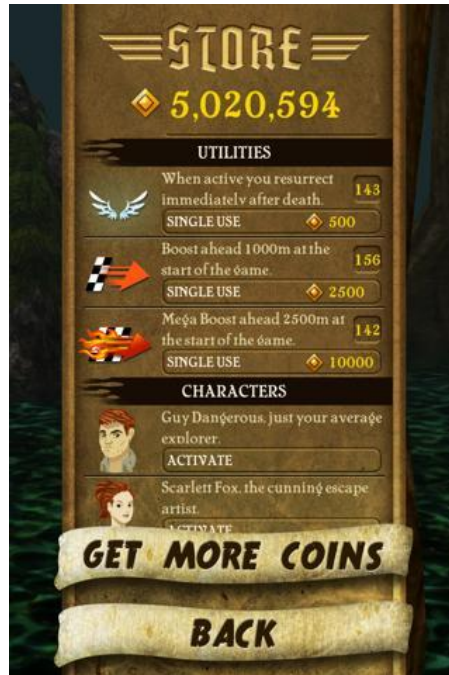 STORE
5,020,594
UTILITIES
When active you resurrect
immediately after death.
143
SINGLE USE 500
Boost ahead 1000m at the
start of the game.
156
SINGLE USE 2500
Mega Boost ahead 2500m at
the start of the game.
142
SINGLE USE 10000
CHARACTERS
Guy Dangerous, just your average
explorer.
ACTIVATE
Scarlett Fox, the cunning escape
artist.
ACTIVATE
GET MORE COINS
BACK